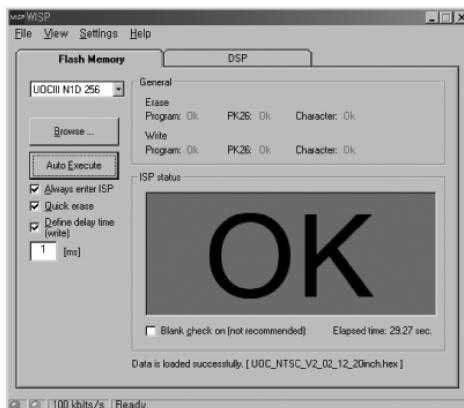 WISP WISP
File View Settings Help
Flash Memory DSP
UOCIII N1D 256
Browse ...
Auto Execute
Always enter ISP
Quick erase
Define delay time
(write)
1 [ms]
General
Erase
Program: Ok PK26: Ok Character: Ok
Write
Program: Ok PK26: Ok Character: Ok
ISP status
OK
Blank check on (not recommended) Elapsed time: 29.27 sec.
Data is loaded successfully. [ UOC_NTSC_V2_02_12_20inch.hex ]
100 kbits/s Ready.